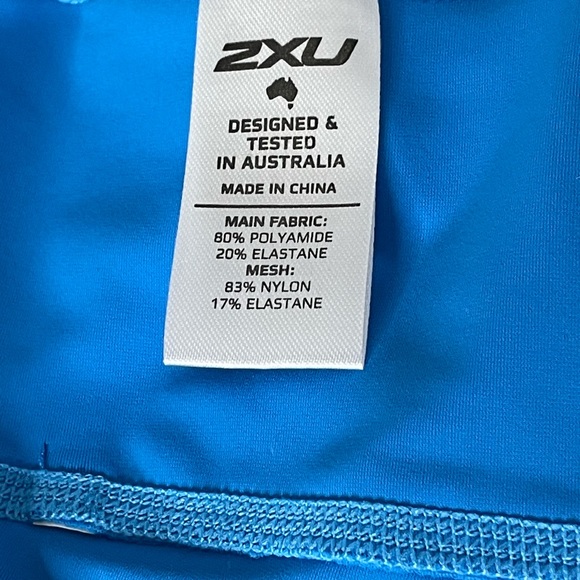 2XU
DESIGNED &
TESTED
IN AUSTRALIA
MADE IN CHINA
MAIN FABRIC:
80% POLYAMIDE
20% ELASTANE
MESH:
83% NYLON
17% ELASTANE